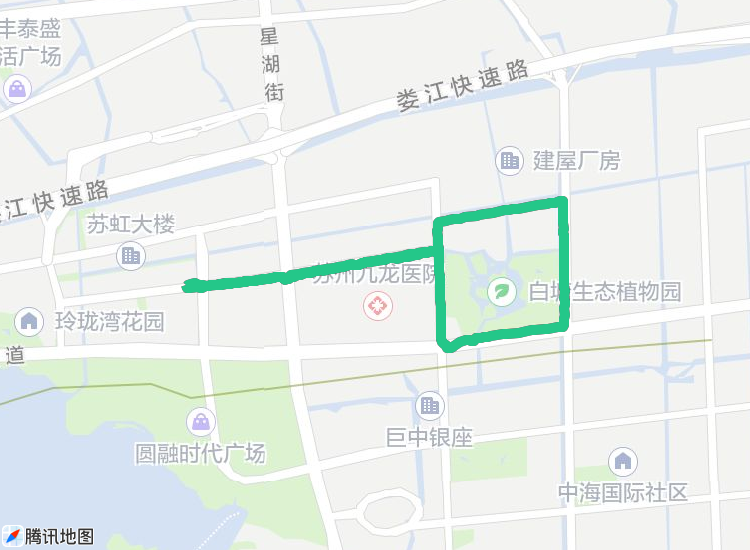 丰泰盛
活广场
星湖街
娄江快速路
建屋厂房
江快速路
苏虹大楼
苏州九龙医院
白塘生态植物园
玲珑湾花园
道
巨中银座
圆融时代广场
中海国际社区
腾讯地图